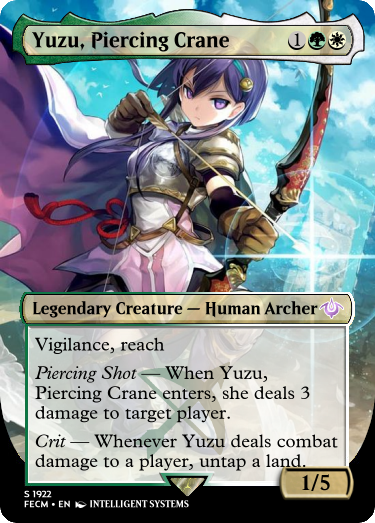 Yuzu, Piercing Crane 1
Legendary Creature — Human Archer
Vigilance, reach
Piercing Shot — When Yuzu,
Piercing Crane enters, she deals 3
damage to target player.
Crit — Whenever Yuzu deals combat
damage to a player, untap a land.
1/5
S 1922
FECM • EN INTELLIGENT SYSTEMS